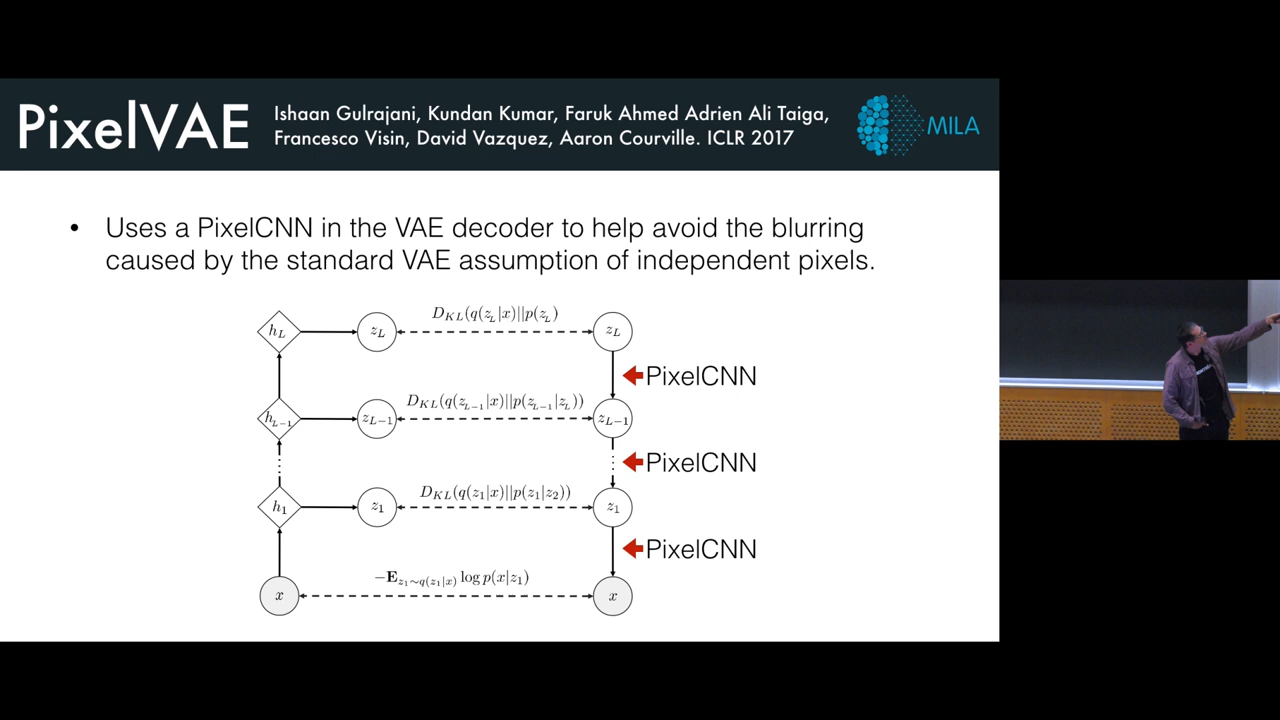 PixelVAE
Ishaan Gulrajani, Kundan Kumar, Faruk Ahmed Adrien Ali Taiga,
Francesco Visin, David Vazquez, Aaron Courville. ICLR 2017
MILA
• Uses a PixelCNN in the VAE decoder to help avoid the blurring
caused by the standard VAE assumption of independent pixels.
h_L z_L D_{KL}(q(z_L|x)||p(z_L) z_L
PixelCNN
h_{L-1} z_{L-1} D_{KL}(q(z_{L-1}|x)||p(z_{L-1}|z_L)) z_{L-1}
PixelCNN
h_1 z_1 D_{KL}(q(z_1|x)||p(z_1|z_2)) z_1
PixelCNN
x −E_{z_1∼q(z_1|x)} log p(x|z_1) x